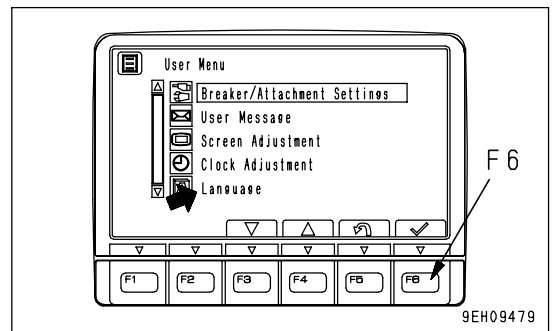 User Menu
Breaker/Attachment Settings
User Message
Screen Adjustment
Clock Adjustment
Language
F6
F1 F2 F3 F4 F5 F6
9EH09479